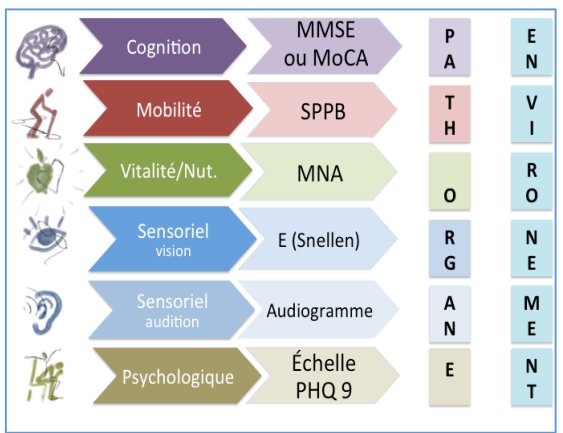 Cognition
MMSE
ou MoCA
P
A
E
N
Mobilité
SPPB
T
H
V
I
Vitalité/Nut.
MNA
O
R
O
Sensoriel
vision
E (Snellen)
R
G
N
E
Sensoriel
audition
Audiogramme
A
N
M
E
Psychologique
Échelle
PHQ 9
E
N
T